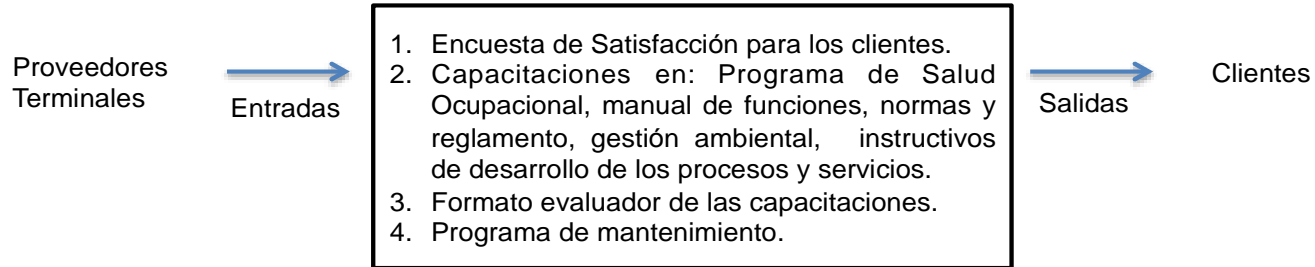 Proveedores
Terminales
Entradas
1. Encuesta de Satisfacción para los clientes.
2. Capacitaciones en: Programa de Salud
Ocupacional, manual de funciones, normas y
reglamento, gestión ambiental, instructivos
de desarrollo de los procesos y servicios.
3. Formato evaluador de las capacitaciones.
4. Programa de mantenimiento.
Salidas
Clientes